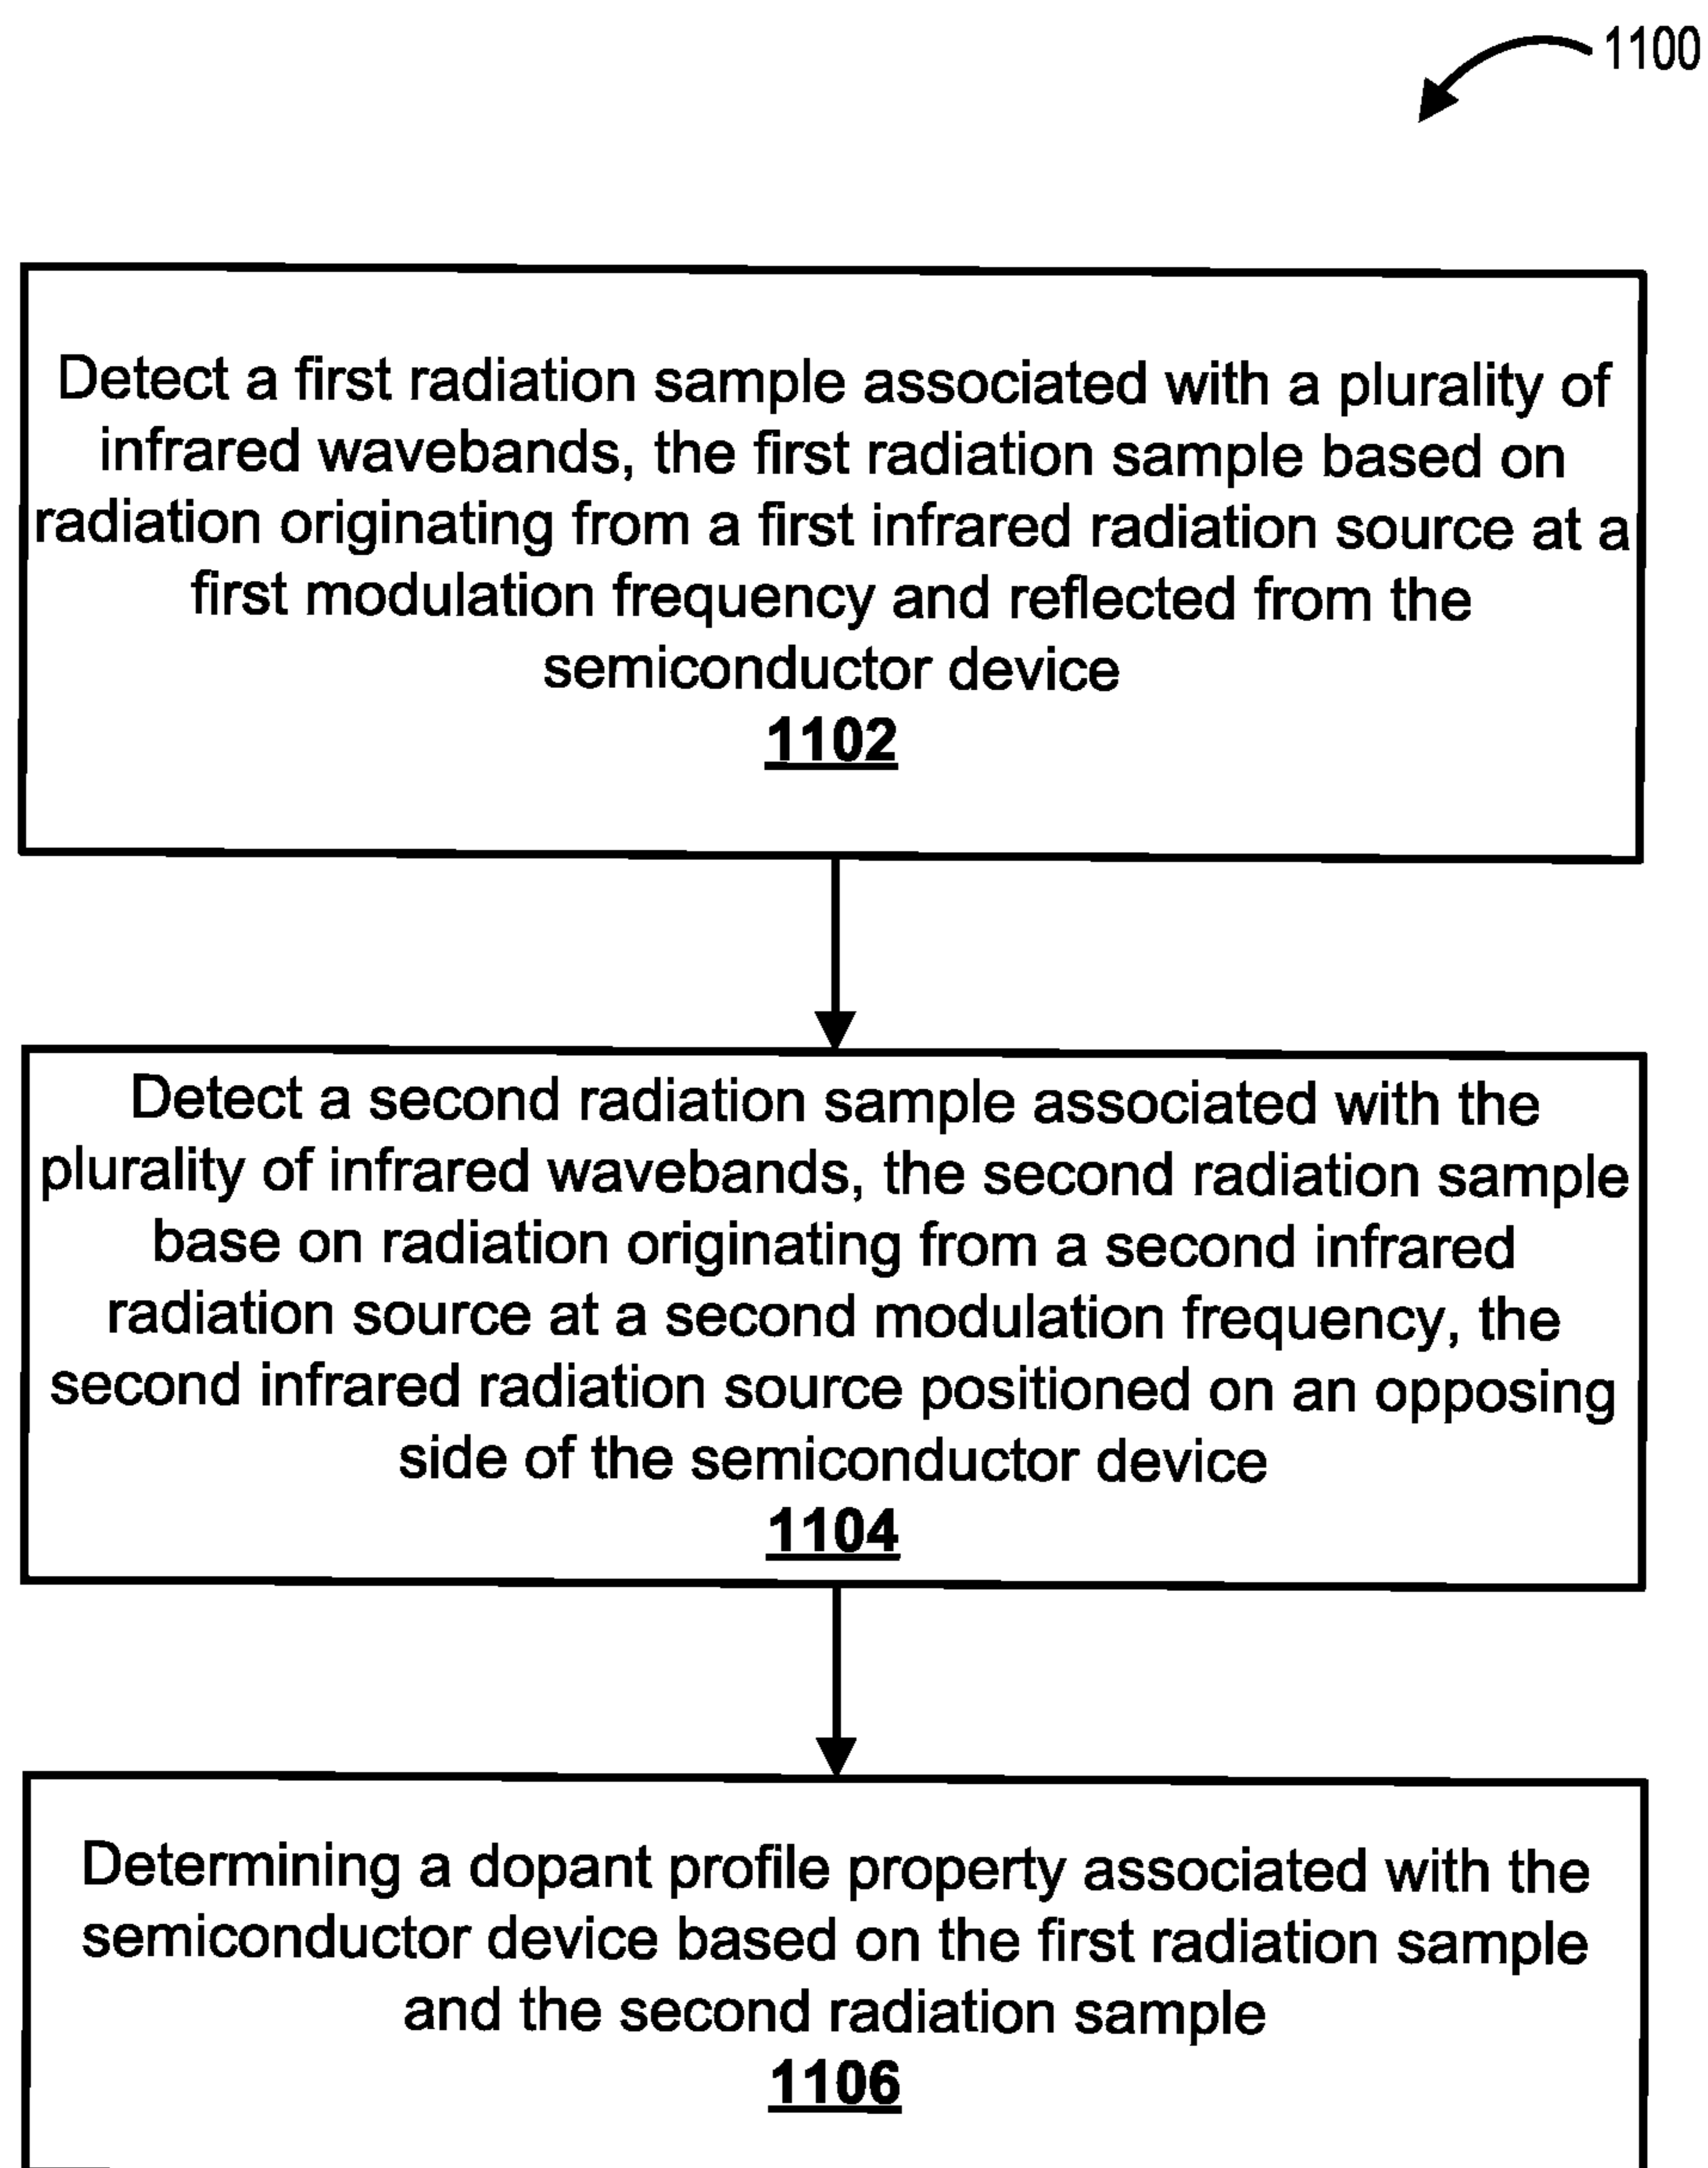 1100
Detect a first radiation sample associated with a plurality of
infrared wavebands, the first radiation sample based on
radiation originating from a first infrared radiation source at a
first modulation frequency and reflected from the
semiconductor device
1102
Detect a second radiation sample associated with the
plurality of infrared wavebands, the second radiation sample
base on radiation originating from a second infrared
radiation source at a second modulation frequency, the
second infrared radiation source positioned on an opposing
side of the semiconductor device
1104
Determining a dopant profile property associated with the
semiconductor device based on the first radiation sample
and the second radiation sample
1106